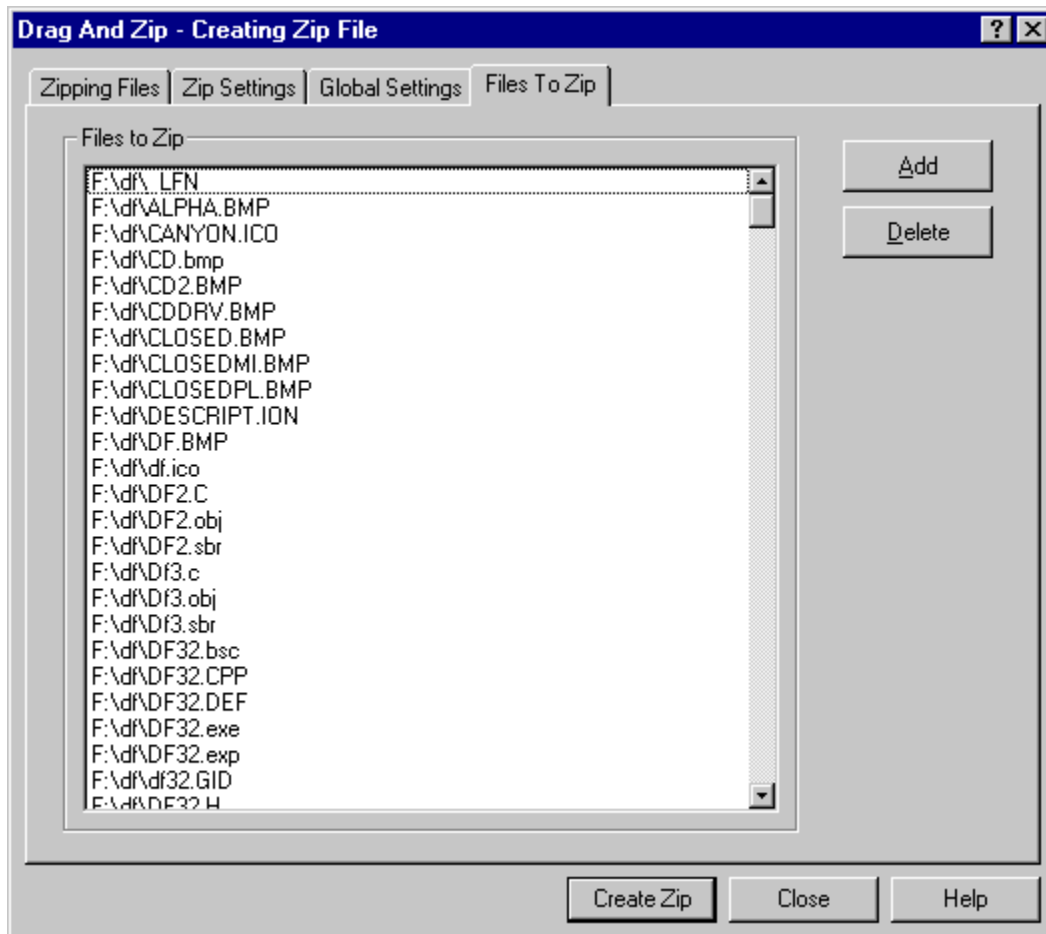 Drag And Zip - Creating Zip File
Zipping Files Zip Settings Global Settings Files To Zip
Files to Zip
F:\df\_LFN
F:\df\ALPHA.BMP
F:\df\CANYON.ICO
F:\df\CD.bmp
F:\df\CD2.BMP
F:\df\CDDRV.BMP
F:\df\CLOSED.BMP
F:\df\CLOSEDMI.BMP
F:\df\CLOSEDPL.BMP
F:\df\DESCRIPT.ION
F:\df\DF.BMP
F:\df\df.ico
F:\df\DF2.C
F:\df\DF2.obj
F:\df\DF2.sbr
F:\df\Df3.c
F:\df\Df3.obj
F:\df\Df3.sbr
F:\df\DF32.bsc
F:\df\DF32.CPP
F:\df\DF32.DEF
F:\df\DF32.exe
F:\df\DF32.exp
F:\df\df32.GID
F:\df\DF32.H
Add
Delete
Create Zip Close Help